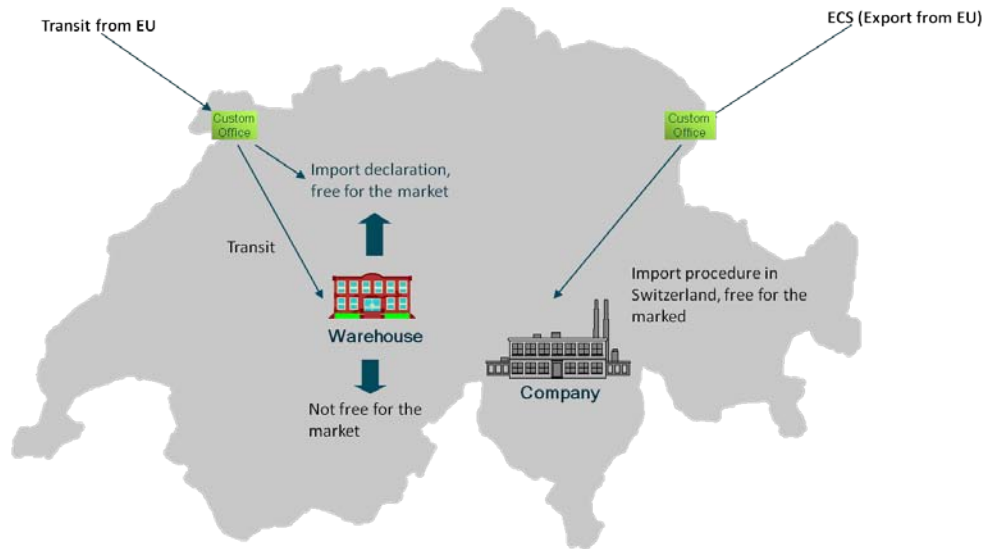 Transit from EU
ECS (Export from EU)
Custom
Office
Custom
Office
Import declaration,
free for the market
Transit
Import procedure in
Switzerland, free for the
marked
Warehouse
Company
Not free for the
market